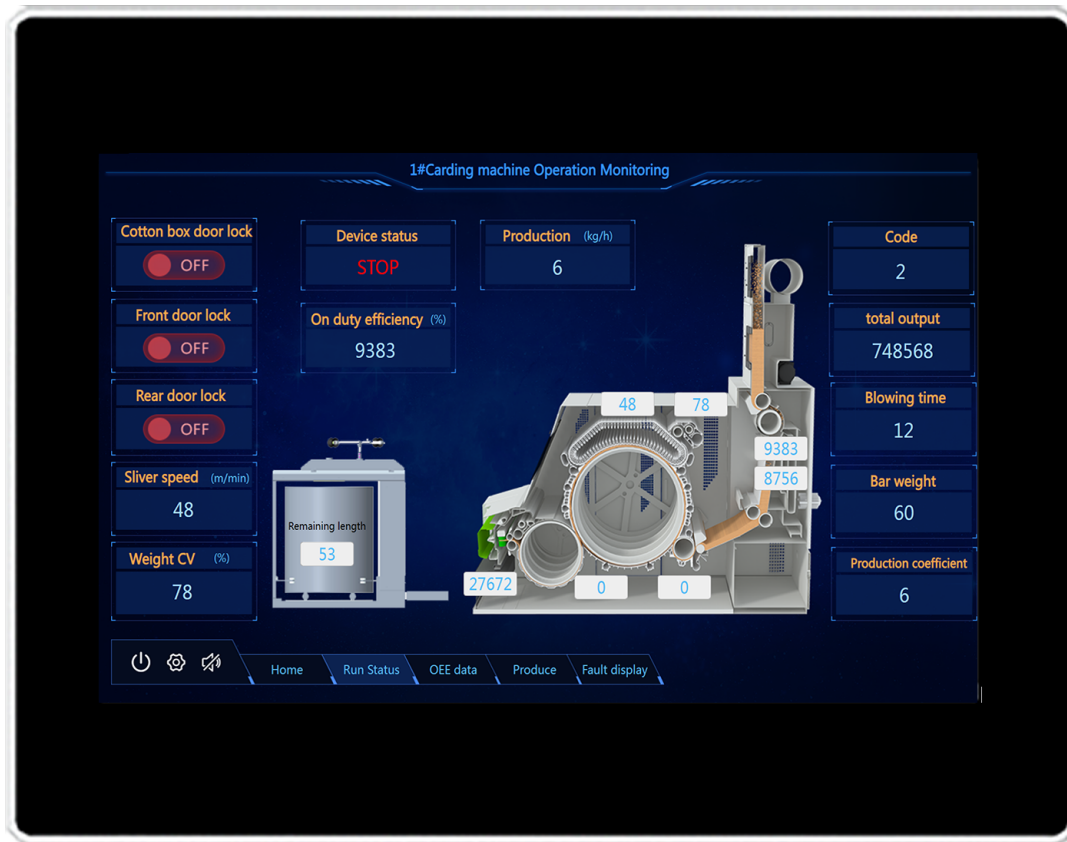 1#Carding machine Operation Monitoring
Cotton box door lock
OFF
Front door lock
OFF
Rear door lock
OFF
Sliver speed (m/min)
48
Weight CV (%)
78
Device status
STOP
On duty efficiency (%)
9383
Production (kg/h)
6
Remaining length
53
48
78
9383
8756
27672
0
0
Code
2
total output
748568
Blowing time
12
Bar weight
60
Production coefficient
6
Home
Run Status
OEE data
Produce
Fault display